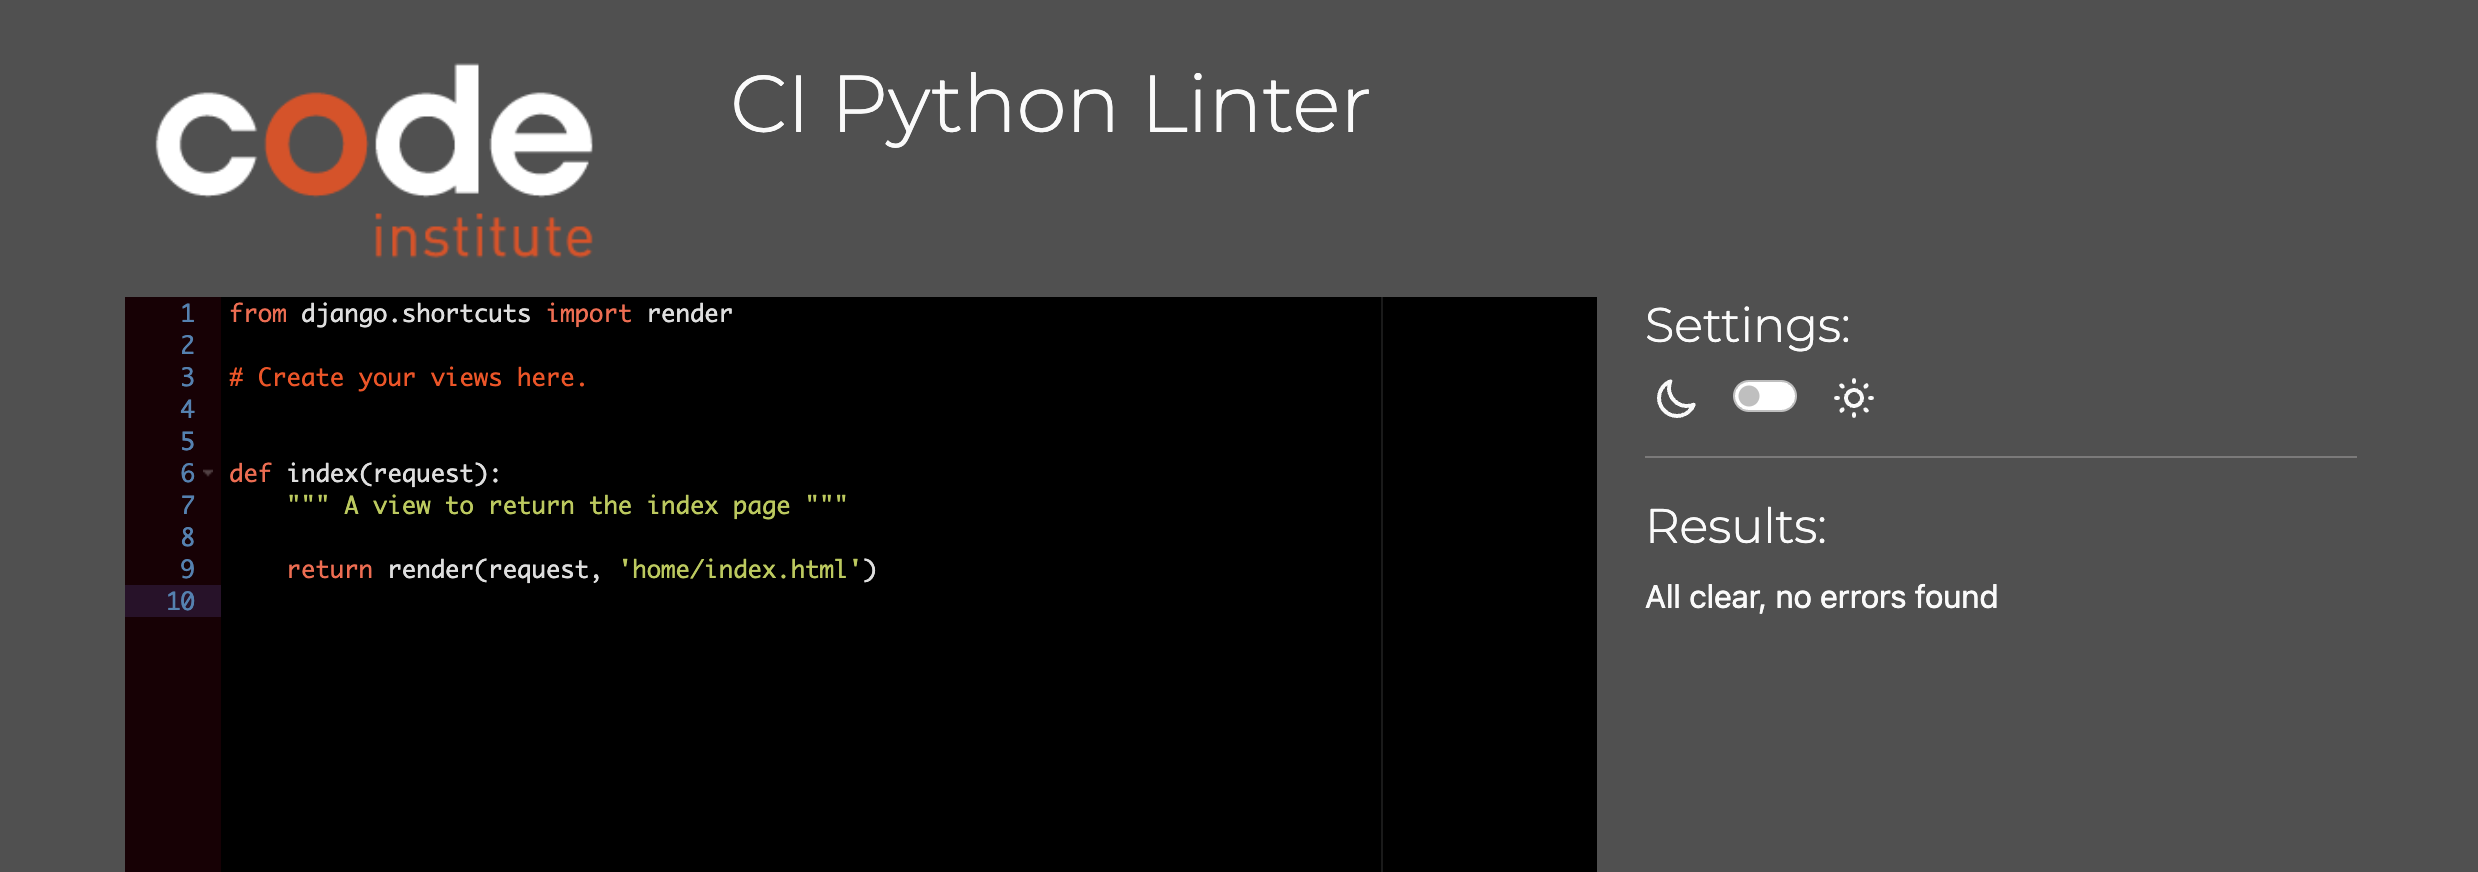 code
institute
CI Python Linter
1 from django.shortcuts import render
2
3 # Create your views here.
4
5
6 def index(request):
7     """ A view to return the index page """
8
9     return render(request, 'home/index.html')
10
Settings:
Results:
All clear, no errors found